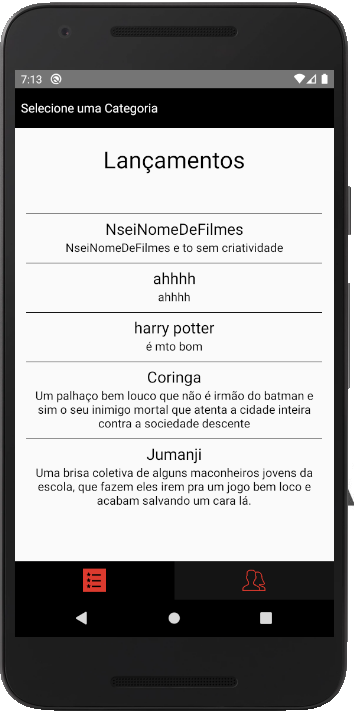 7:13
Selecione uma Categoria
Lançamentos
NseiNomeDeFilmes
NseiNomeDeFilmes e to sem criatividade
ahhhh
ahhhh
harry potter
é mto bom
Coringa
Um palhaço bem louco que não é irmão do batman e
sim o seu inimigo mortal que atenta a cidade inteira
contra a sociedade descente
Jumanji
Uma brisa coletiva de alguns maconheiros jovens da
escola, que fazem eles irem pra um jogo bem loco e
acabam salvando um cara lá.